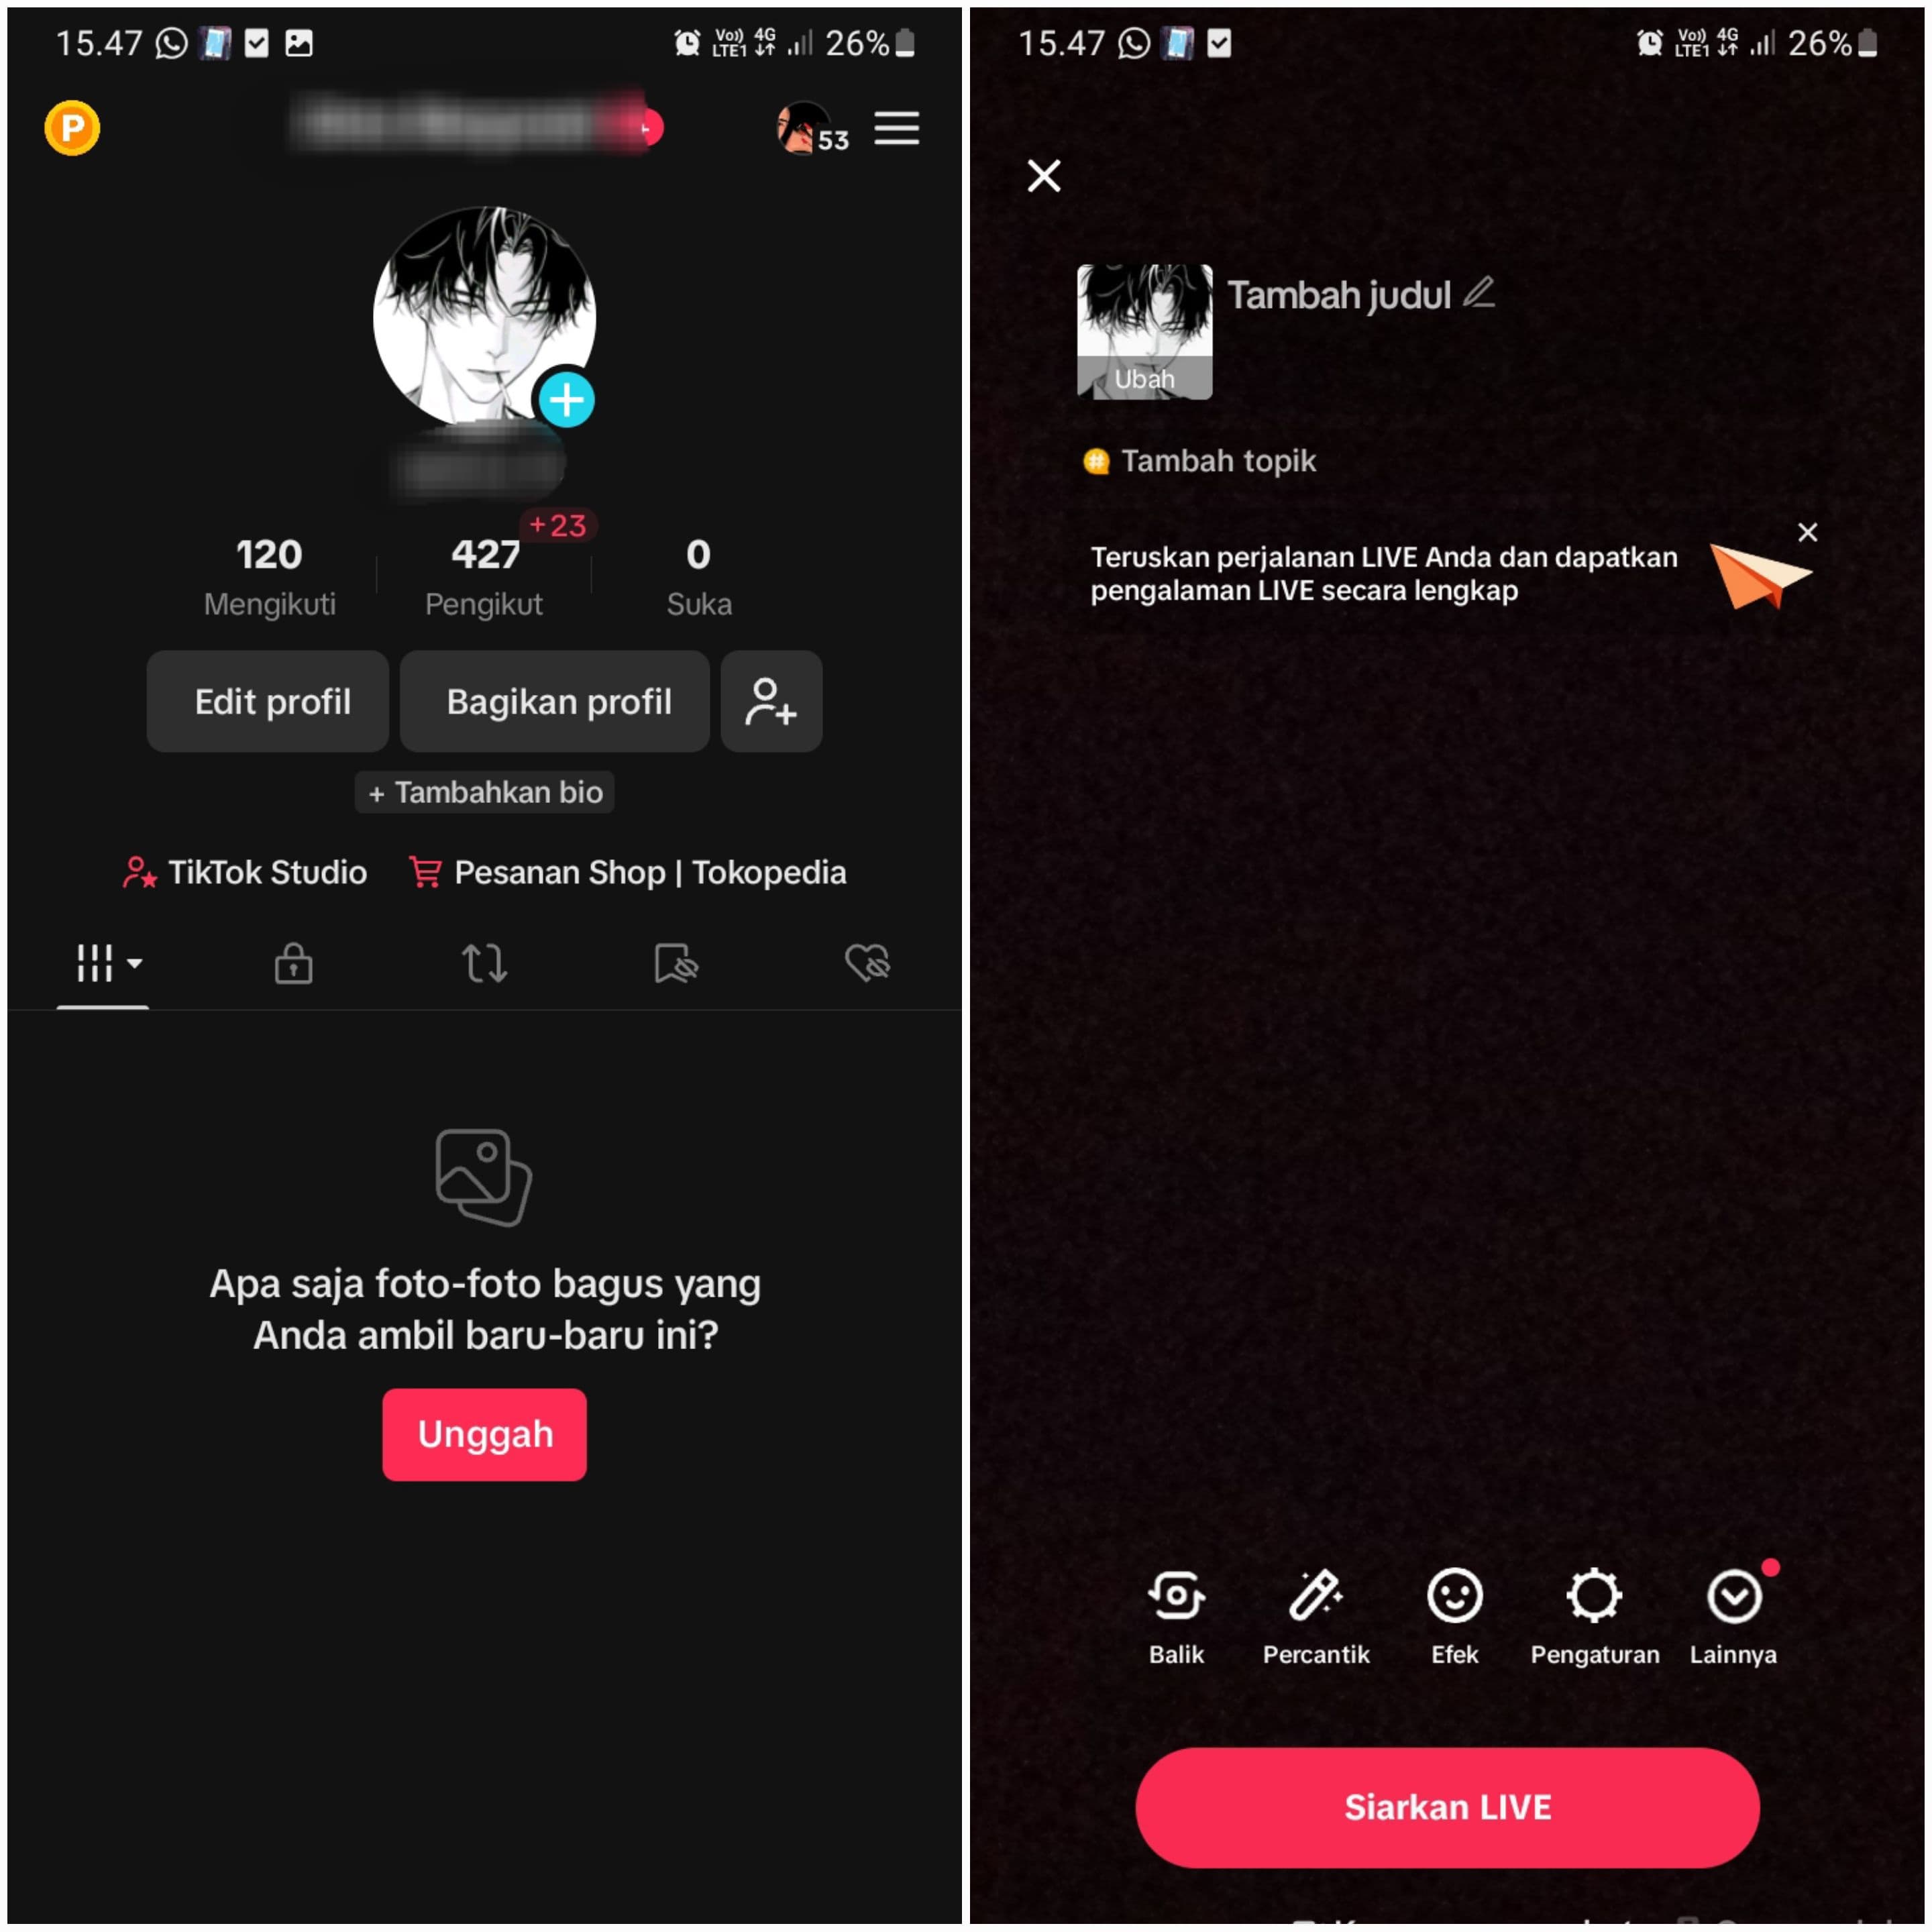 15.47
Vo)) 4G
LTE1
26%
P
53
+23
120
427
0
Mengikuti
Pengikut
Suka
Edit profil
Bagikan profil
+ Tambahkan bio
TikTok Studio
Pesanan Shop | Tokopedia
Apa saja foto-foto bagus yang
Anda ambil baru-baru ini?
Unggah
15.47
Vo)) 4G
LTE1
26%
Tambah judul
Ubah
# Tambah topik
Teruskan perjalanan LIVE Anda dan dapatkan
pengalaman LIVE secara lengkap
Balik
Percantik
Efek
Pengaturan
Lainnya
Siarkan LIVE